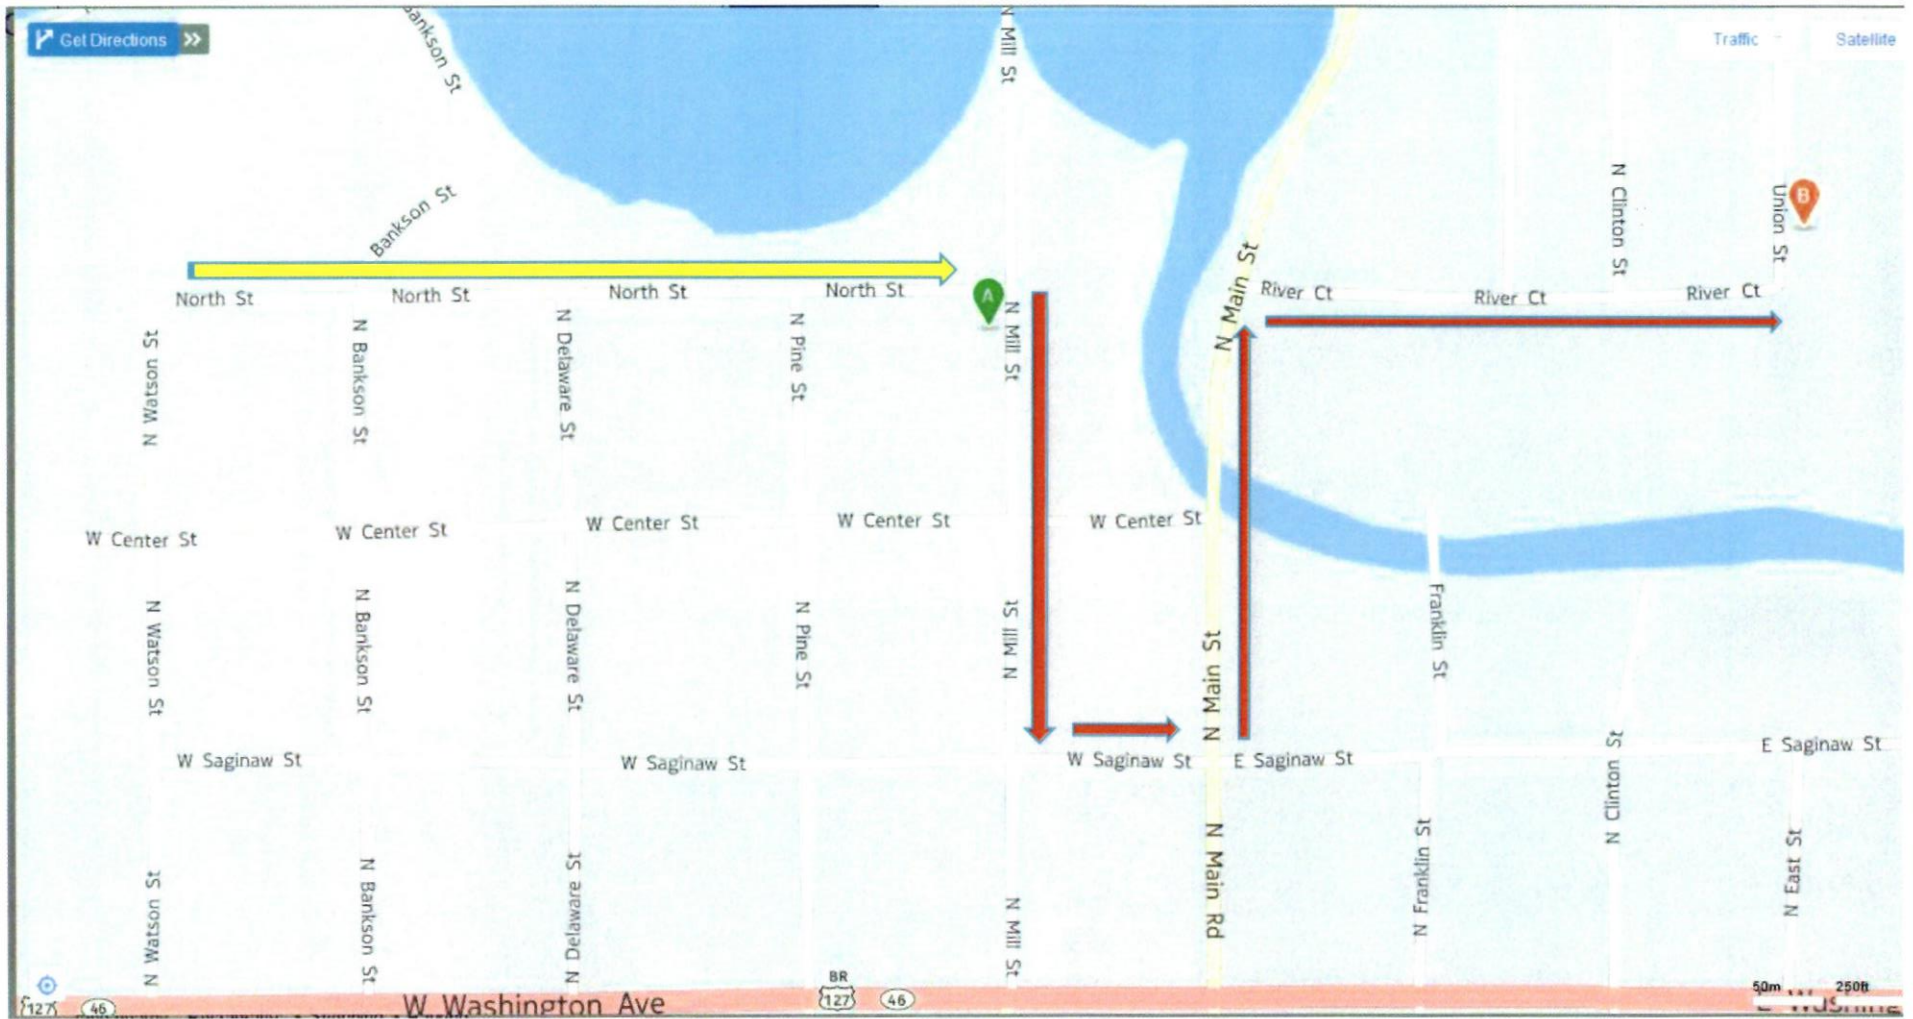 Get Directions »
Traffic
Satellite
Bankson St
N Mill St
Bankson St
N Clinton St
Union St
B
North St
North St
North St
North St
A
N Main St
River Ct
River Ct
River Ct
N Watson St
N Bankson St
N Delaware St
N Pine St
N Mill St
W Center St
W Center St
W Center St
W Center St
W Center St
N Watson St
N Bankson St
N Delaware St
N Pine St
N Mill St
N Main St
Franklin St
W Saginaw St
W Saginaw St
W Saginaw St
E Saginaw St
E Saginaw St
N Clinton St
N Watson St
N Bankson St
N Delaware St
N Mill St
N Main Rd
N Franklin St
N East St
127
46
W Washington Ave
BR
127
46
50m
250ft